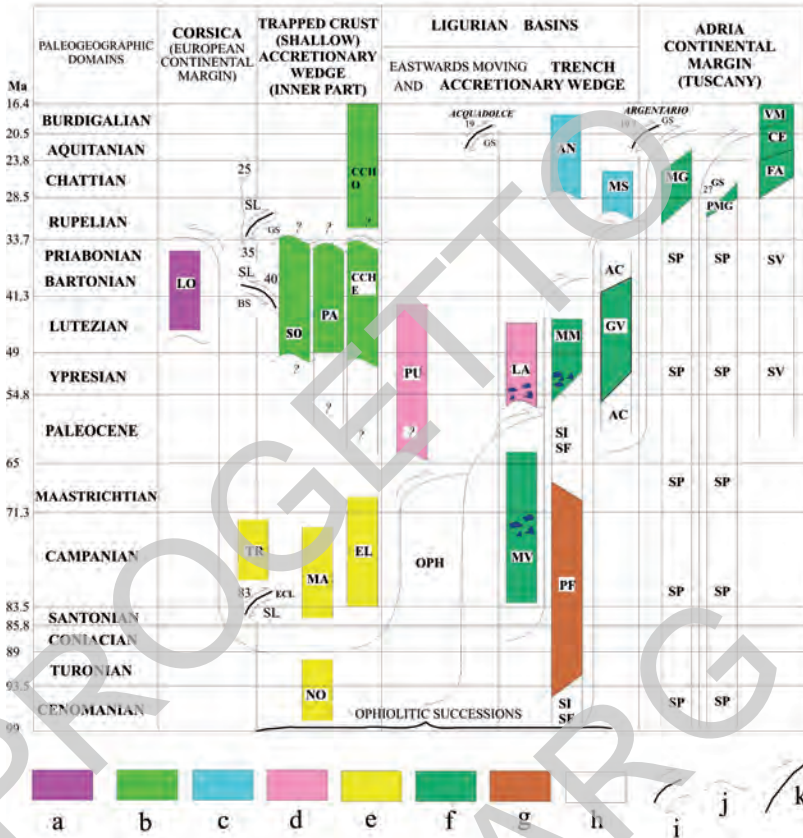 PALEOGEOGRAPHIC
DOMAINS
CORSICA
(EUROPEAN
CONTINENTAL
MARGIN)
TRAPPED CRUST
(SHALLOW)
ACCRETIONARY
WEDGE
(INNER PART)
LIGURIAN BASINS
EASTWARDS MOVING TRENCH
AND ACCRETIONARY WEDGE
ADRIA
CONTINENTAL
MARGIN
(TUSCANY)
Ma
16.4
BURDIGALIAN
20.5
AQUITANIAN
23.8
CHATTIAN
28.5
RUPELIAN
33.7
PRIABONIAN
BARTONIAN
41.3
LUTEZIAN
49
YPRESIAN
54.8
PALEOCENE
65
MAASTRICHTIAN
71.3
CAMPANIAN
83.5
SANTONIAN
85.8
CONIACIAN
89
TURONIAN
93.5
CENOMANIAN
99
LO
25
SL
GS
35
SL
40
BS
TR
83
ECL
SL
?
SO
?
?
PA
?
MA
NO
CCH
O
?
CCH
E
?
EL
ACQUADOLCE
19
GS
PU
?
OPH
LA
MV
AN
MM
SI
SF
PF
SI
SF
MS
AC
GV
AC
OPHIOLITIC SUCCESSIONS
ARGENTARIO
GS
MG
SP
SP
SP
SP
SP
27
GS
PMG
SP
SP
SP
SP
SP
VM
CE
FA
SV
SV
a b c d e f g h i j k
PROGETTO
CARG